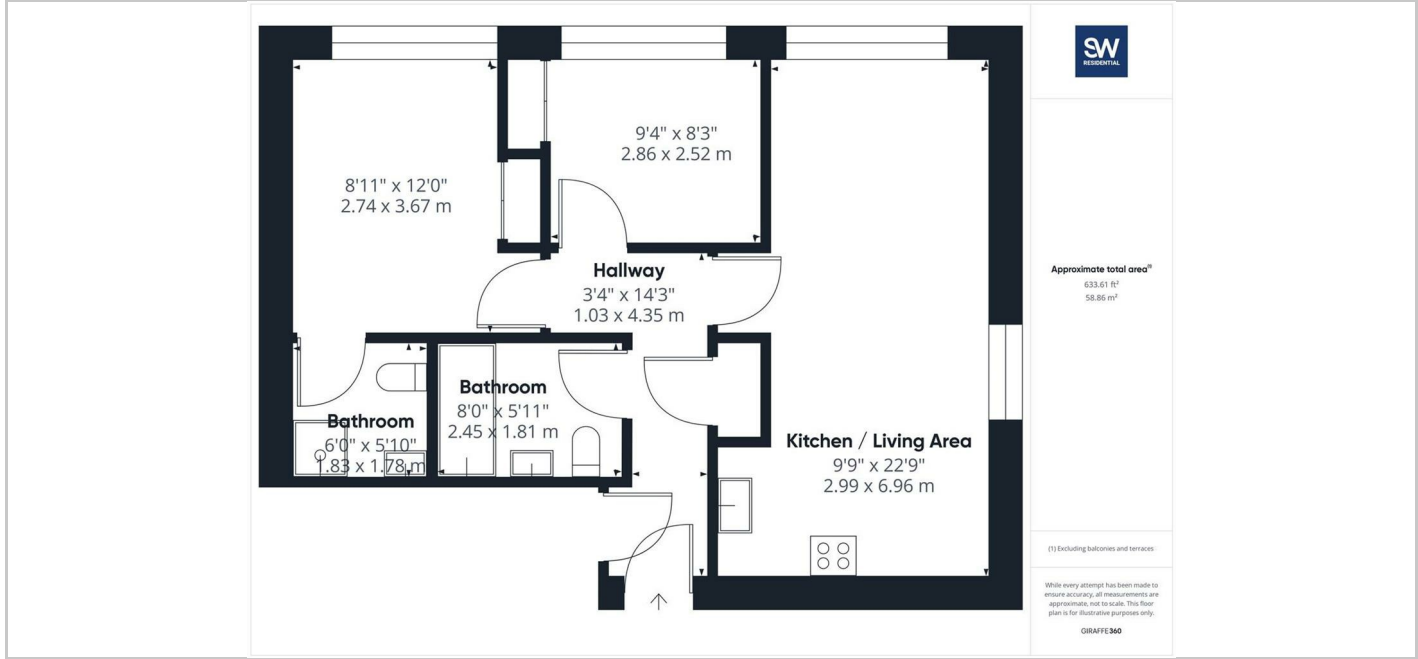 9'4" x 8'3"
2.86 x 2.52 m
8'11" x 12'0"
2.74 x 3.67 m
Hallway
3'4" x 14'3"
1.03 x 4.35 m
Bathroom
8'0" x 5'11"
2.45 x 1.81 m
Bathroom
6'0" x 5'10"
1.83 x 1.78 m
Kitchen / Living Area
9'9" x 22'9"
2.99 x 6.96 m
SW
RESIDENTIAL
Approximate total area⁽¹⁾
633.61 ft²
58.86 m²
(1) Excluding balconies and terraces
While every attempt has been made to
ensure accuracy, all measurements are
approximate, not to scale. This floor
plan is for illustrative purposes only.
GIRAFFE360